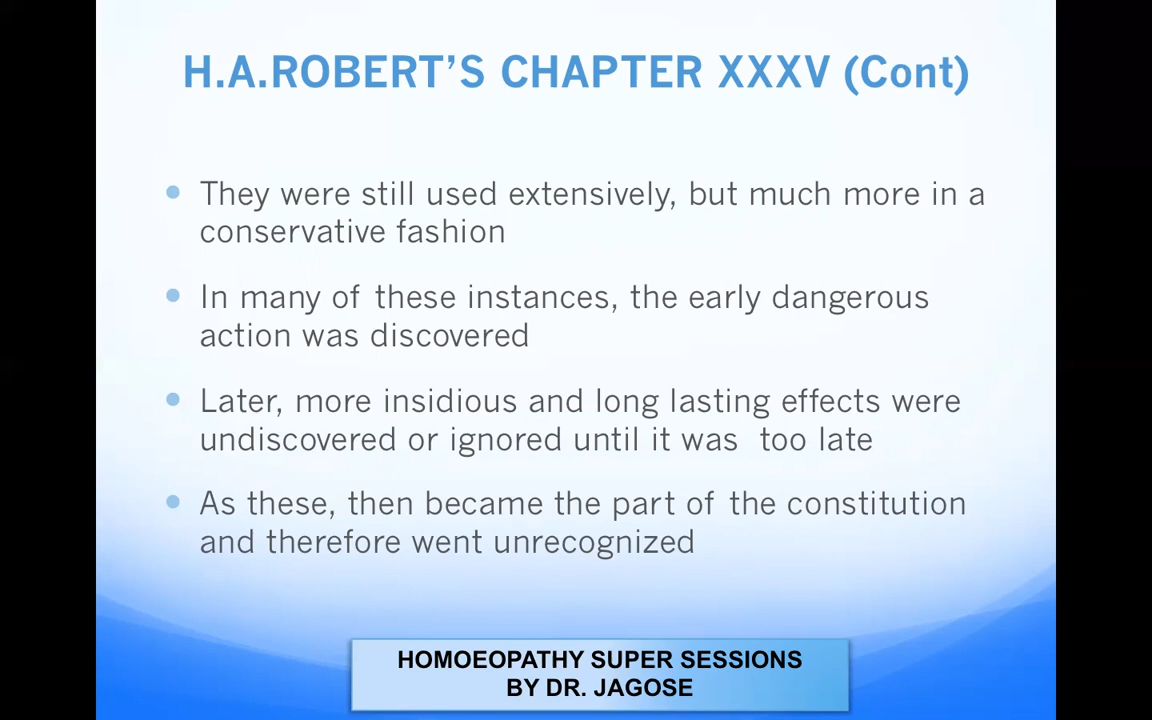 H.A.ROBERT’S CHAPTER XXXV (Cont)
• They were still used extensively, but much more in a
conservative fashion
• In many of these instances, the early dangerous
action was discovered
• Later, more insidious and long lasting effects were
undiscovered or ignored until it was too late
• As these, then became the part of the constitution
and therefore went unrecognized
HOMOEOPATHY SUPER SESSIONS
BY DR. JAGOSE